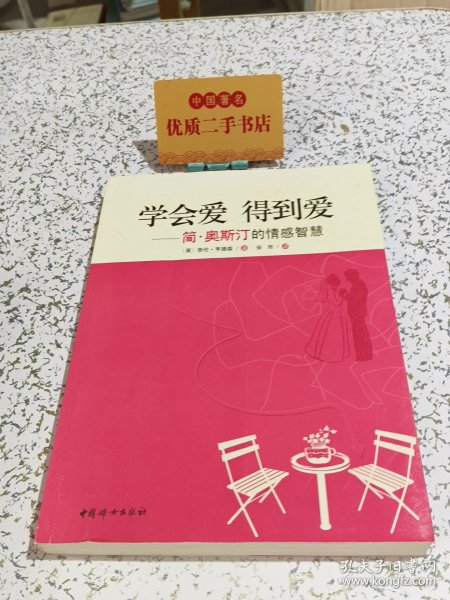 中国著名
优质二手书店
学会爱 得到爱
——简·奥斯汀的情感智慧
中国妇女出版社
孔夫子旧书网
www.kongfz.com